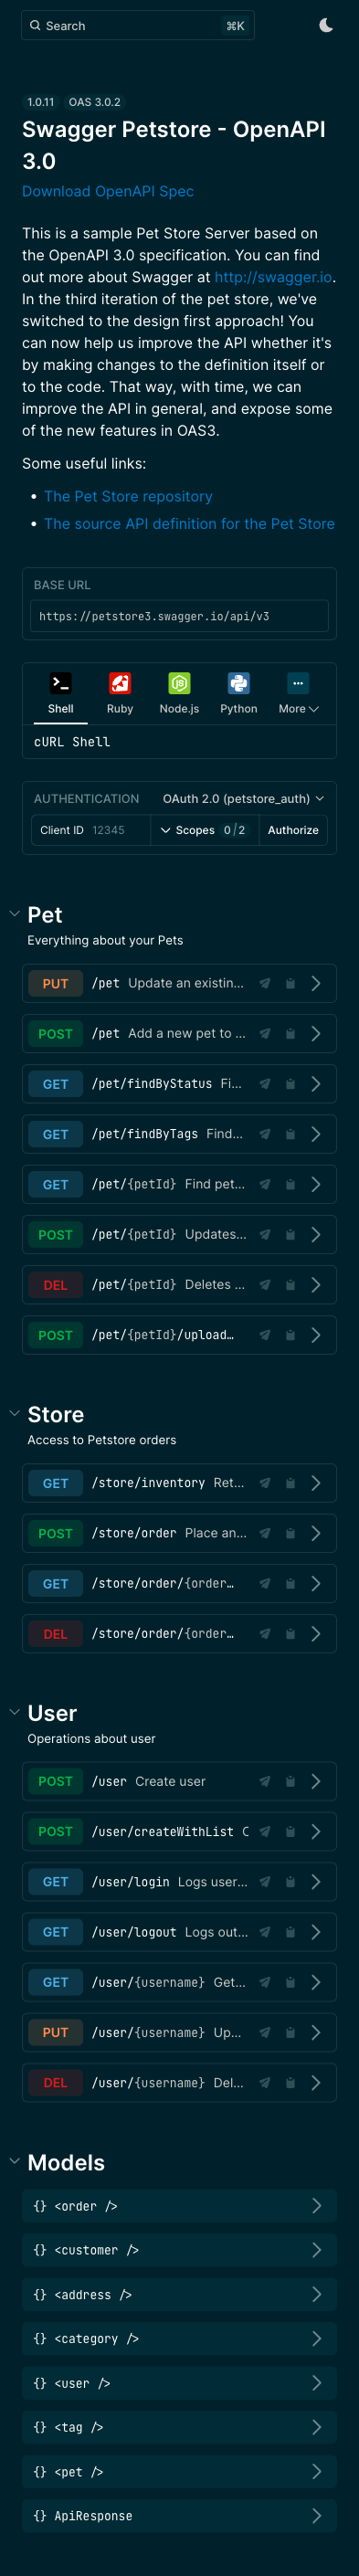 Search ⌘K
1.0.11 OAS 3.0.2
Swagger Petstore - OpenAPI
3.0
Download OpenAPI Spec
This is a sample Pet Store Server based on
the OpenAPI 3.0 specification. You can find
out more about Swagger at http://swagger.io.
In the third iteration of the pet store, we've
switched to the design first approach! You
can now help us improve the API whether it's
by making changes to the definition itself or
to the code. That way, with time, we can
improve the API in general, and expose some
of the new features in OAS3.
Some useful links:
• The Pet Store repository
• The source API definition for the Pet Store
BASE URL
https://petstore3.swagger.io/api/v3
Shell Ruby Node.js Python More
cURL Shell
AUTHENTICATION OAuth 2.0 (petstore_auth)
Client ID 12345 Scopes 0/2 Authorize
Pet
Everything about your Pets
PUT /pet Update an existin...
POST /pet Add a new pet to ...
GET /pet/findByStatus Fi...
GET /pet/findByTags Find...
GET /pet/{petId} Find pet...
POST /pet/{petId} Updates...
DEL /pet/{petId} Deletes ...
POST /pet/{petId}/upload…
Store
Access to Petstore orders
GET /store/inventory Ret...
POST /store/order Place an...
GET /store/order/{order…
DEL /store/order/{order…
User
Operations about user
POST /user Create user
POST /user/createWithList C
GET /user/login Logs user...
GET /user/logout Logs out...
GET /user/{username} Get...
PUT /user/{username} Up...
DEL /user/{username} Del...
Models
{} <order />
{} <customer />
{} <address />
{} <category />
{} <user />
{} <tag />
{} <pet />
{} ApiResponse